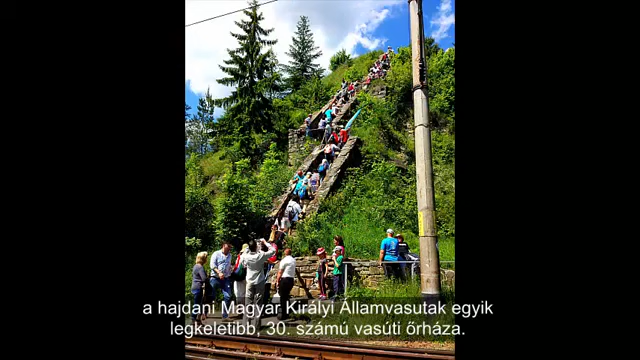 a hajdani Magyar Királyi Államvasutak egyik
legkeletibb, 30. számú vasúti őrháza.